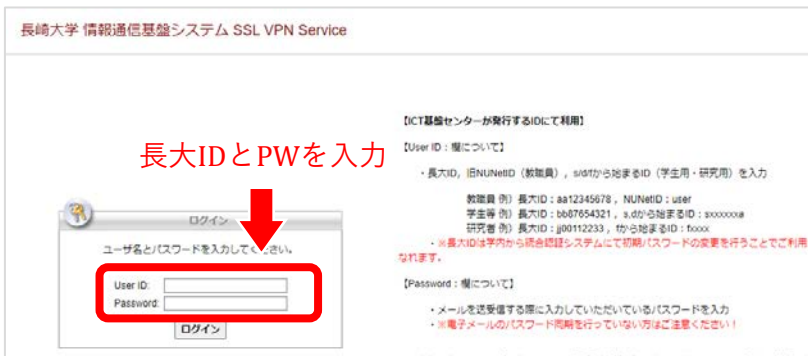 長崎大学 情報通信基盤システム SSL VPN Service
長大IDとPWを入力
ログイン
ユーザ名とパスワードを入力してください。
User ID:
Password:
ログイン
【ICT基盤センターが発行するIDにて利用】
【User ID：欄について】
・長大ID，旧NUNetID（教職員），s/d/fから始まるID（学生用・研究用）を入力
教職員 例）長大ID：aa12345678，NUNetID：user
学生等 例）長大ID：bb87654321，s,dから始まるID：sxxxxxxa
研究者 例）長大ID：jj00112233，fから始まるID：fxxxx
・※長大IDは学内から統合認証システムにて初期パスワードの変更を行うことでご利用
なれます。
【Password：欄について】
・メールを送受信する際に入力していただいているパスワードを入力
・※電子メールのパスワード同期を行っていない方はご注意ください！